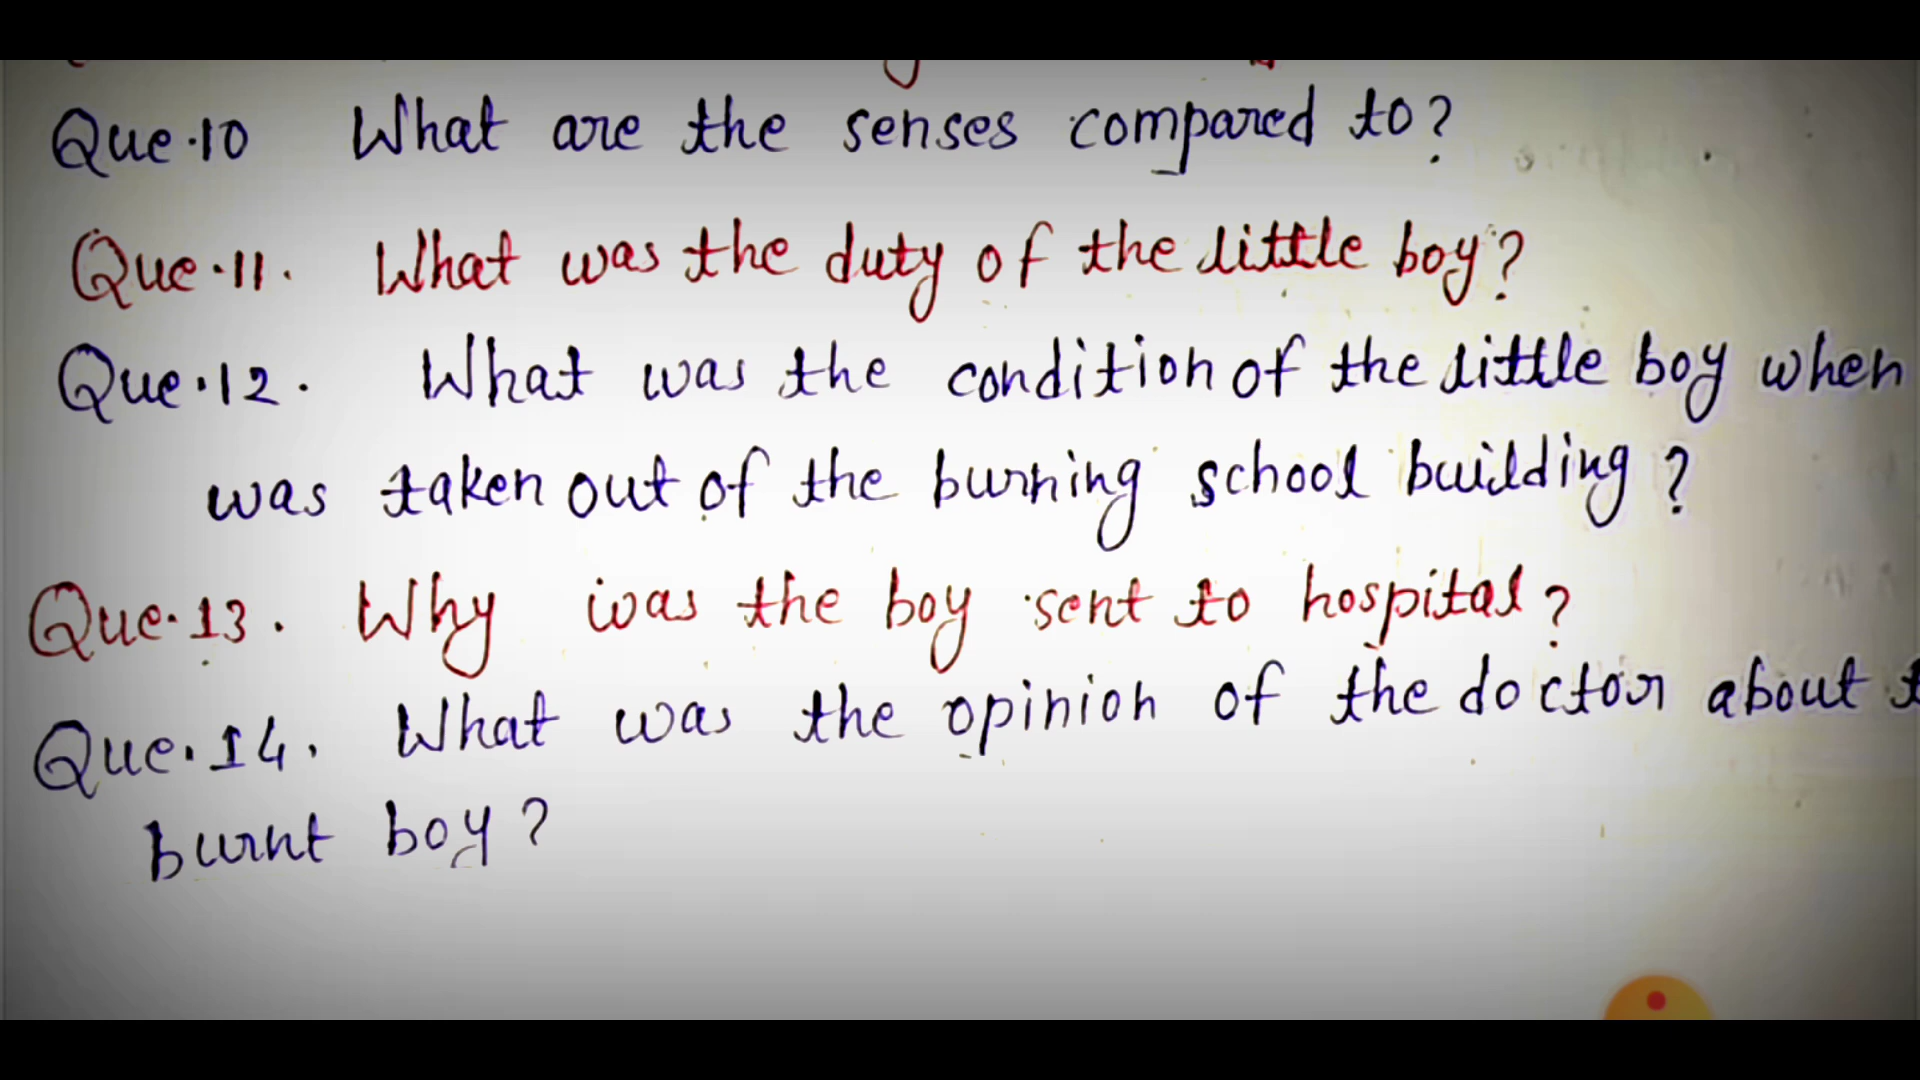 Que.10 What are the senses compared to?
Que.11. What was the duty of the little boy?
Que.12. What was the condition of the little boy when
was taken out of the burning school building?
Que.13. Why was the boy sent to hospital?
Que.14. What was the opinion of the doctor about
burnt boy?